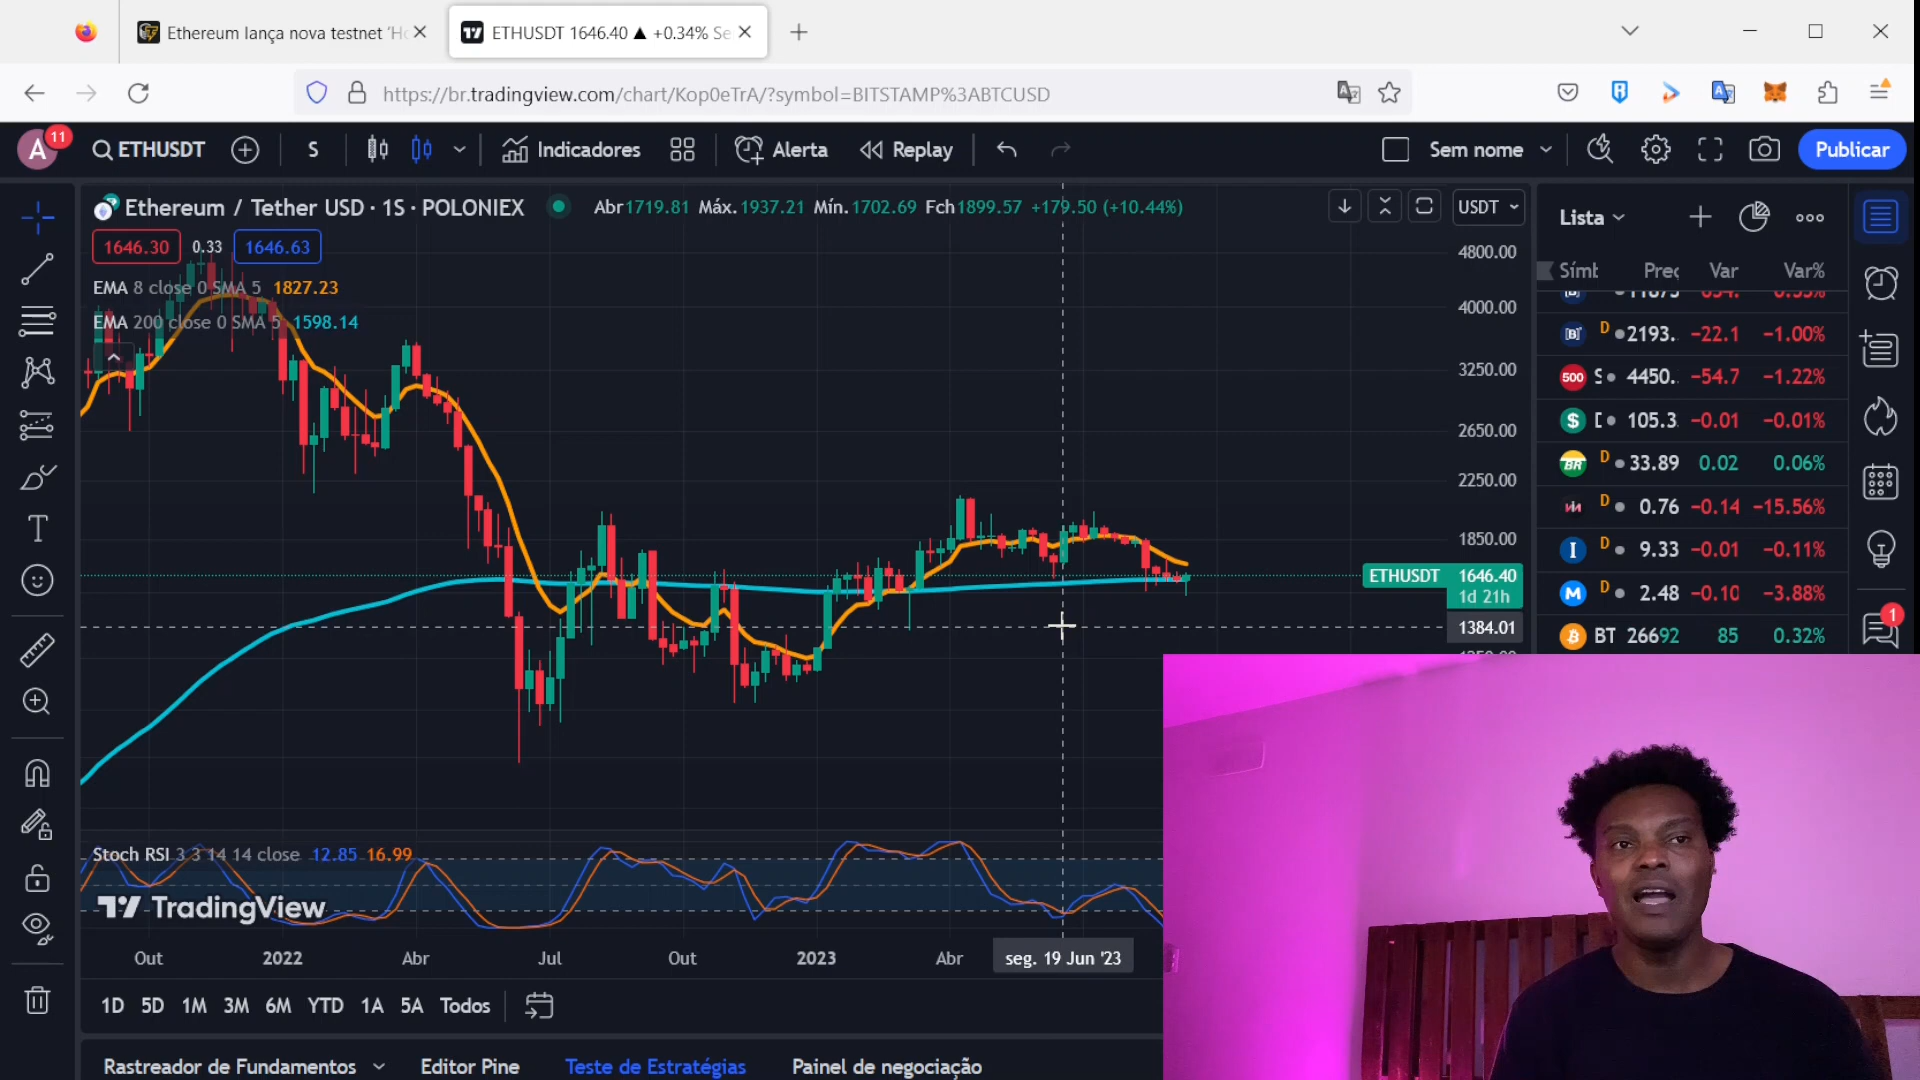 Ethereum lança nova testnet 'Ho
ETHUSDT 1646.40 ▲ +0.34% Se
https://br.tradingview.com/chart/Kop0eTrA/?symbol=BITSTAMP%3ABTCUSD
A
11
ETHUSDT
S
Indicadores
Alerta
Replay
Sem nome
Publicar
Ethereum / Tether USD · 1S · POLONIEX
Abr1719.81 Máx.1937.21 Mín.1702.69 Fch1899.57 +179.50 (+10.44%)
USDT
Lista
1646.30 0.33 1646.63
EMA 8 close 0 SMA 5 1827.23
EMA 200 close 0 SMA 5 1598.14
4800.00
4000.00
3250.00
2650.00
2250.00
1850.00
ETHUSDT 1646.40
1d 21h
1384.01
Símb Preç Var Var%
D 2193. −22.1 −1.00%
500 S 4450. −54.7 −1.22%
$ 105.3 −0.01 −0.01%
BR D 33.89 0.02 0.06%
D 0.76 −0.14 −15.56%
I D 9.33 −0.01 −0.11%
M D 2.48 −0.10 −3.88%
BT 26692 85 0.32%
1
Stoch RSI 3 3 14 14 close 12.85 16.99
TradingView
Out 2022 Abr Jul Out 2023 Abr seg. 19 Jun '23
1D 5D 1M 3M 6M YTD 1A 5A Todos
Rastreador de Fundamentos Editor Pine Teste de Estratégias Painel de negociação